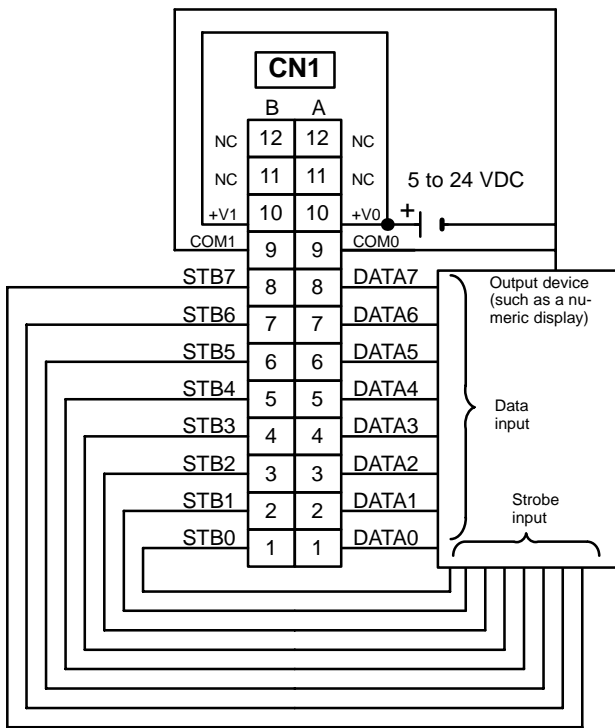 CN1
B A
NC 12 12 NC
NC 11 11 NC
5 to 24 VDC
+V1 10 10 +V0 +
COM1 9 9 COM0
STB7 8 8 DATA7
STB6 7 7 DATA6
STB5 6 6 DATA5
STB4 5 5 DATA4
STB3 4 4 DATA3
STB2 3 3 DATA2
STB1 2 2 DATA1
STB0 1 1 DATA0
Output device
(such as a nu-
meric display)
Data
input
Strobe
input